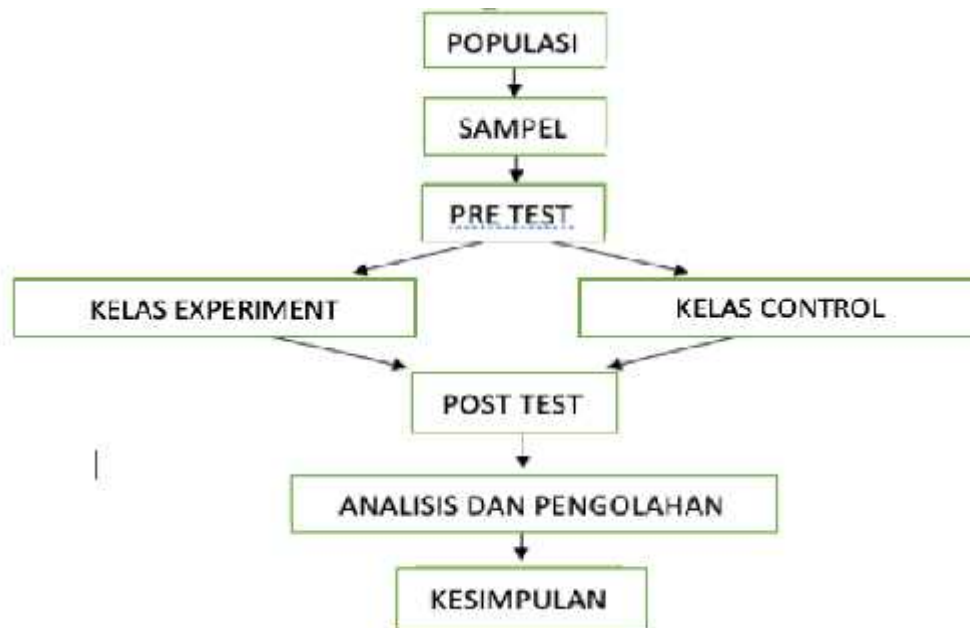 POPULASI
SAMPEL
PRE TEST
KELAS EXPERIMENT
KELAS CONTROL
POST TEST
ANALISIS DAN PENGOLAHAN
KESIMPULAN